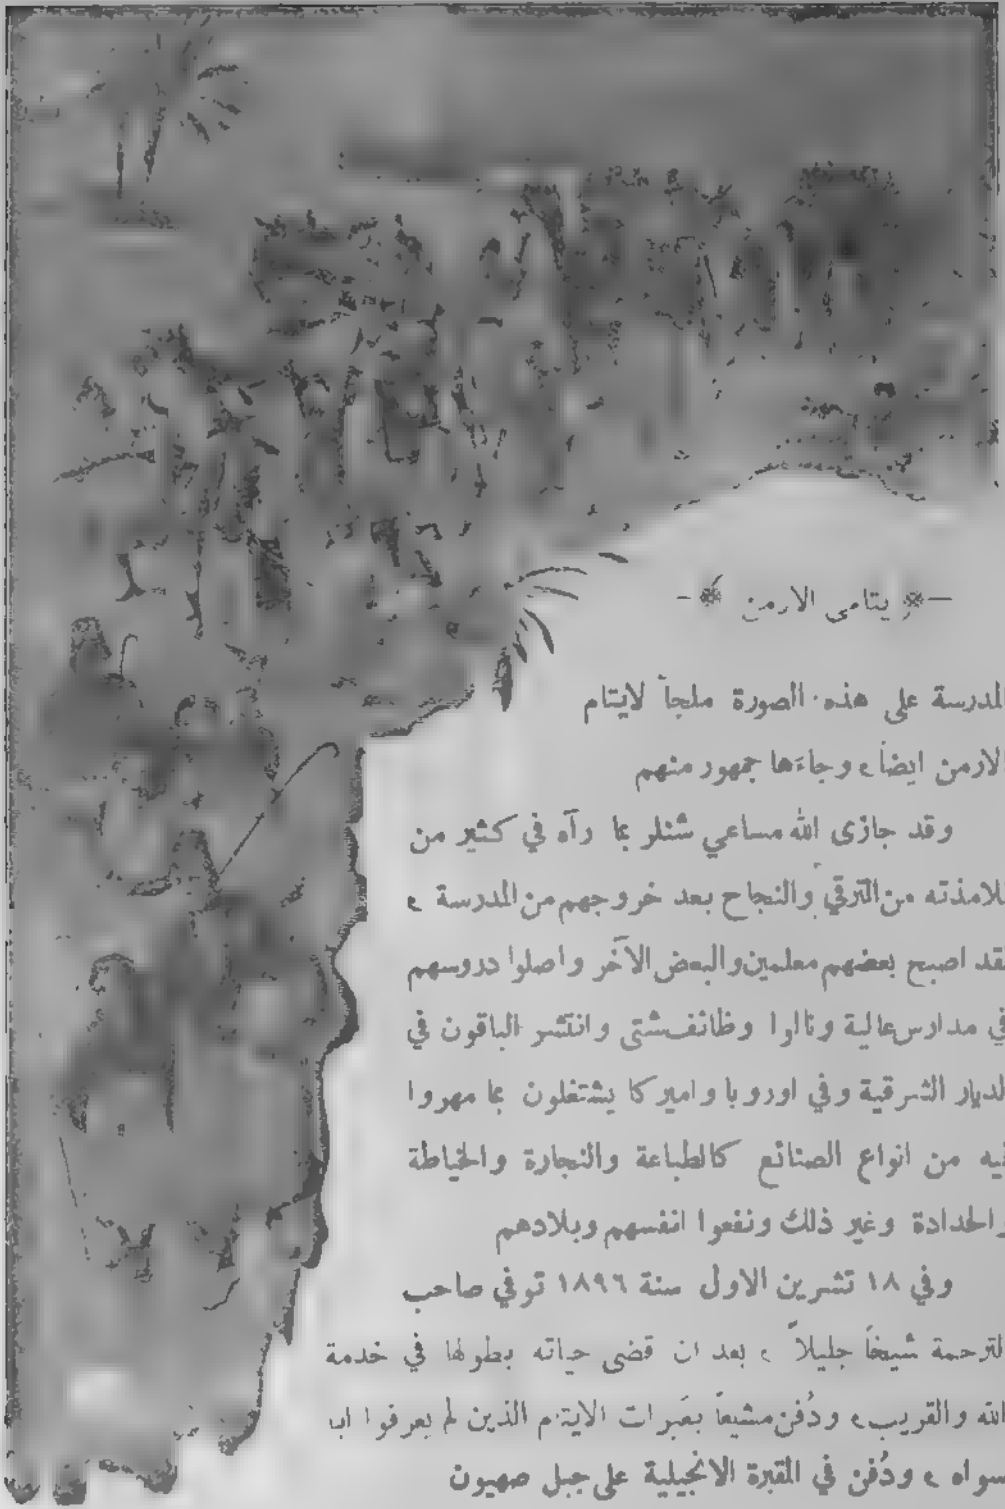 يتامى الارمن
المدرسة على هذه الصورة ملجأ لايتام
الارمن ايضاً، وجاءَها جمهور منهم
وقد جازى الله مساعي شنلر بما رآه في كثير من
تلامذته من الترقي والنجاح بعد خروجهم من المدرسة ،
فقد اصبح بعضهم معلمين والبعض الآخر واصلوا دروسهم
في مدارس عالية ونالوا وظائف شتى وانتشر الباقون في
الديار الشرقية وفي اوروبا واميركا يشتغلون بما مهروا
فيه من انواع الصنائع كالطباعة والنجارة والخياطة
والحدادة وغير ذلك ونفعوا انفسهم وبلادهم
وفي ١٨ تشرين الاول سنة ١٨٩٦ توفي صاحب
الترجمة شيخاً جليلاً ، بعد ان قضى حياته بطولها في خدمة
الله والقريب، ودُفن مشيعاً بعَبرات الايتام الذين لم يعرفوا ابا
سواه ، ودُفن في المقبرة الانجيلية على جبل صهيون